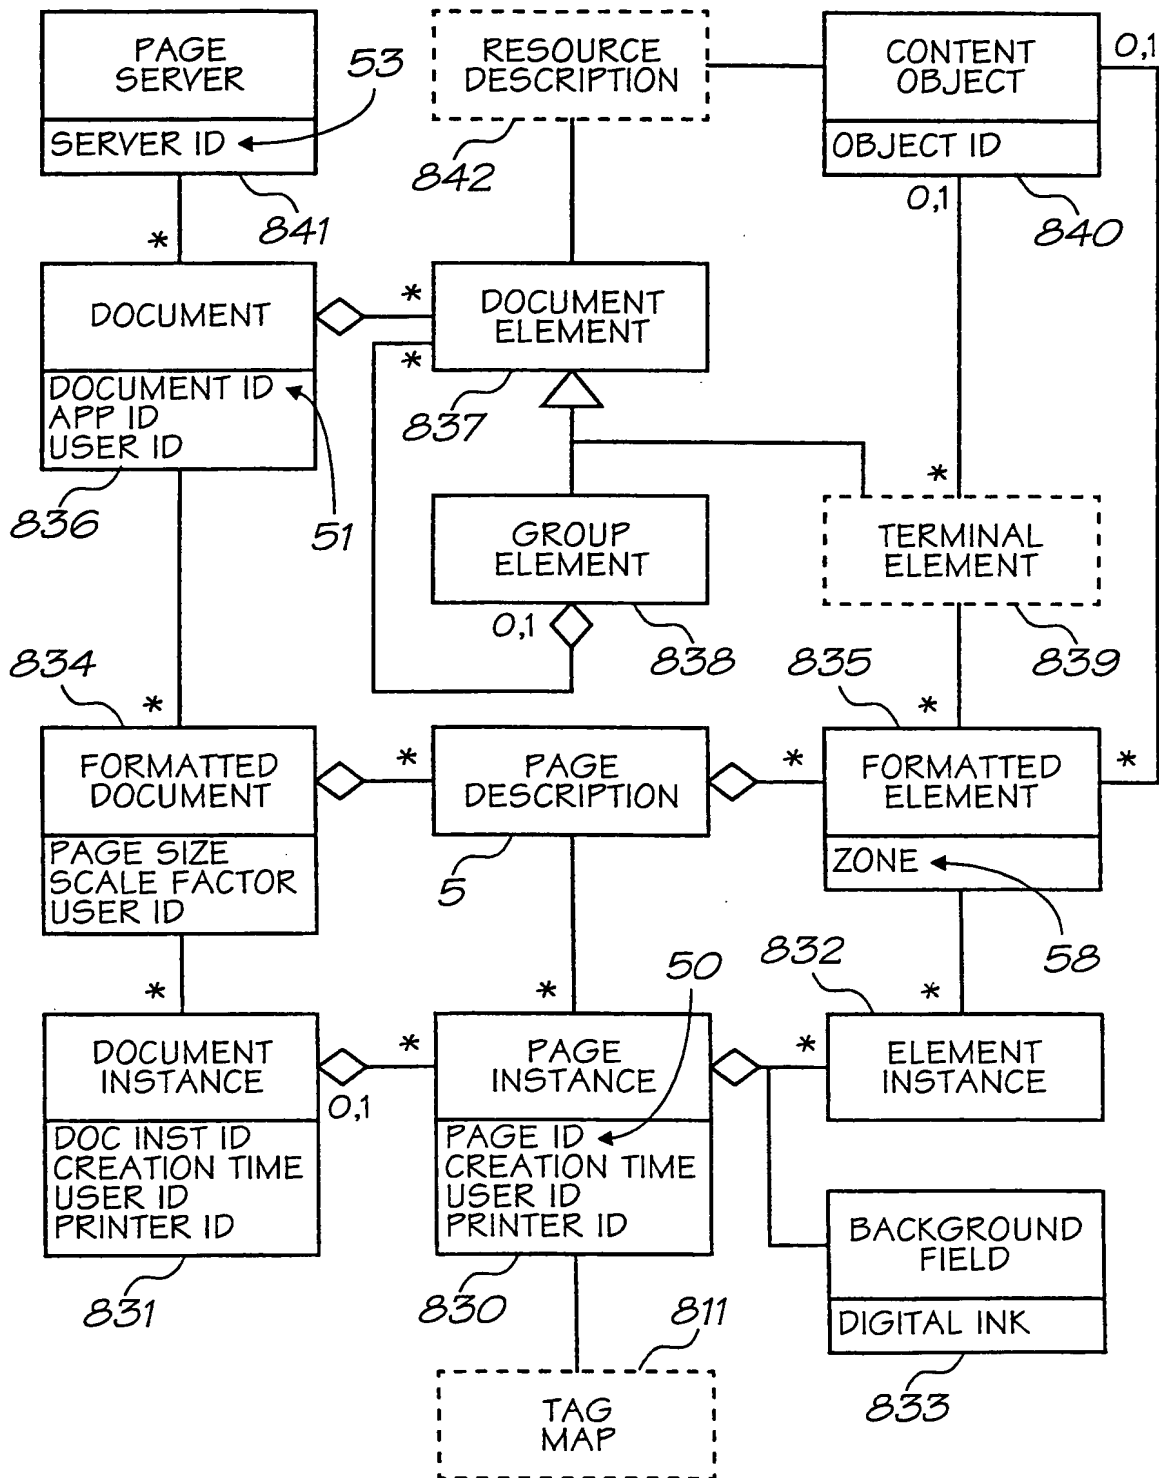 PAGE
SERVER
SERVER ID
53
841
RESOURCE
DESCRIPTION
842
CONTENT
OBJECT
OBJECT ID
0,1
0,1
840
*
DOCUMENT
DOCUMENT ID
APP ID
USER ID
836
51
*
*
DOCUMENT
ELEMENT
837
GROUP
ELEMENT
0,1
838
*
TERMINAL
ELEMENT
839
834
*
FORMATTED
DOCUMENT
PAGE SIZE
SCALE FACTOR
USER ID
*
PAGE
DESCRIPTION
5
835
*
*
*
FORMATTED
ELEMENT
ZONE
58
*
DOCUMENT
INSTANCE
0,1
DOC INST ID
CREATION TIME
USER ID
PRINTER ID
831
50
*
*
PAGE
INSTANCE
PAGE ID
CREATION TIME
USER ID
PRINTER ID
830
832
*
*
ELEMENT
INSTANCE
BACKGROUND
FIELD
DIGITAL INK
833
811
TAG
MAP